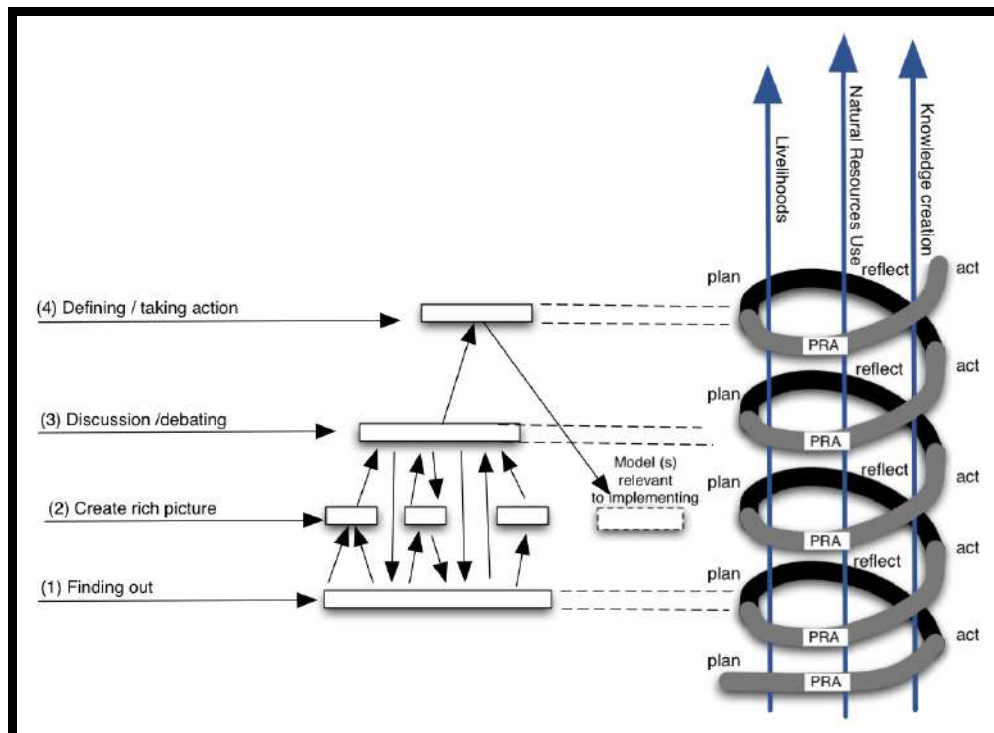 Livelihoods
Natural Resources Use
Knowledge creation
plan
reflect
act
(4) Defining / taking action
PRA
reflect
act
plan
(3) Discussion /debating
PRA
Model (s)
relevant
to implementing
reflect
act
plan
(2) Create rich picture
PRA
reflect
act
plan
(1) Finding out
PRA
act
plan
PRA